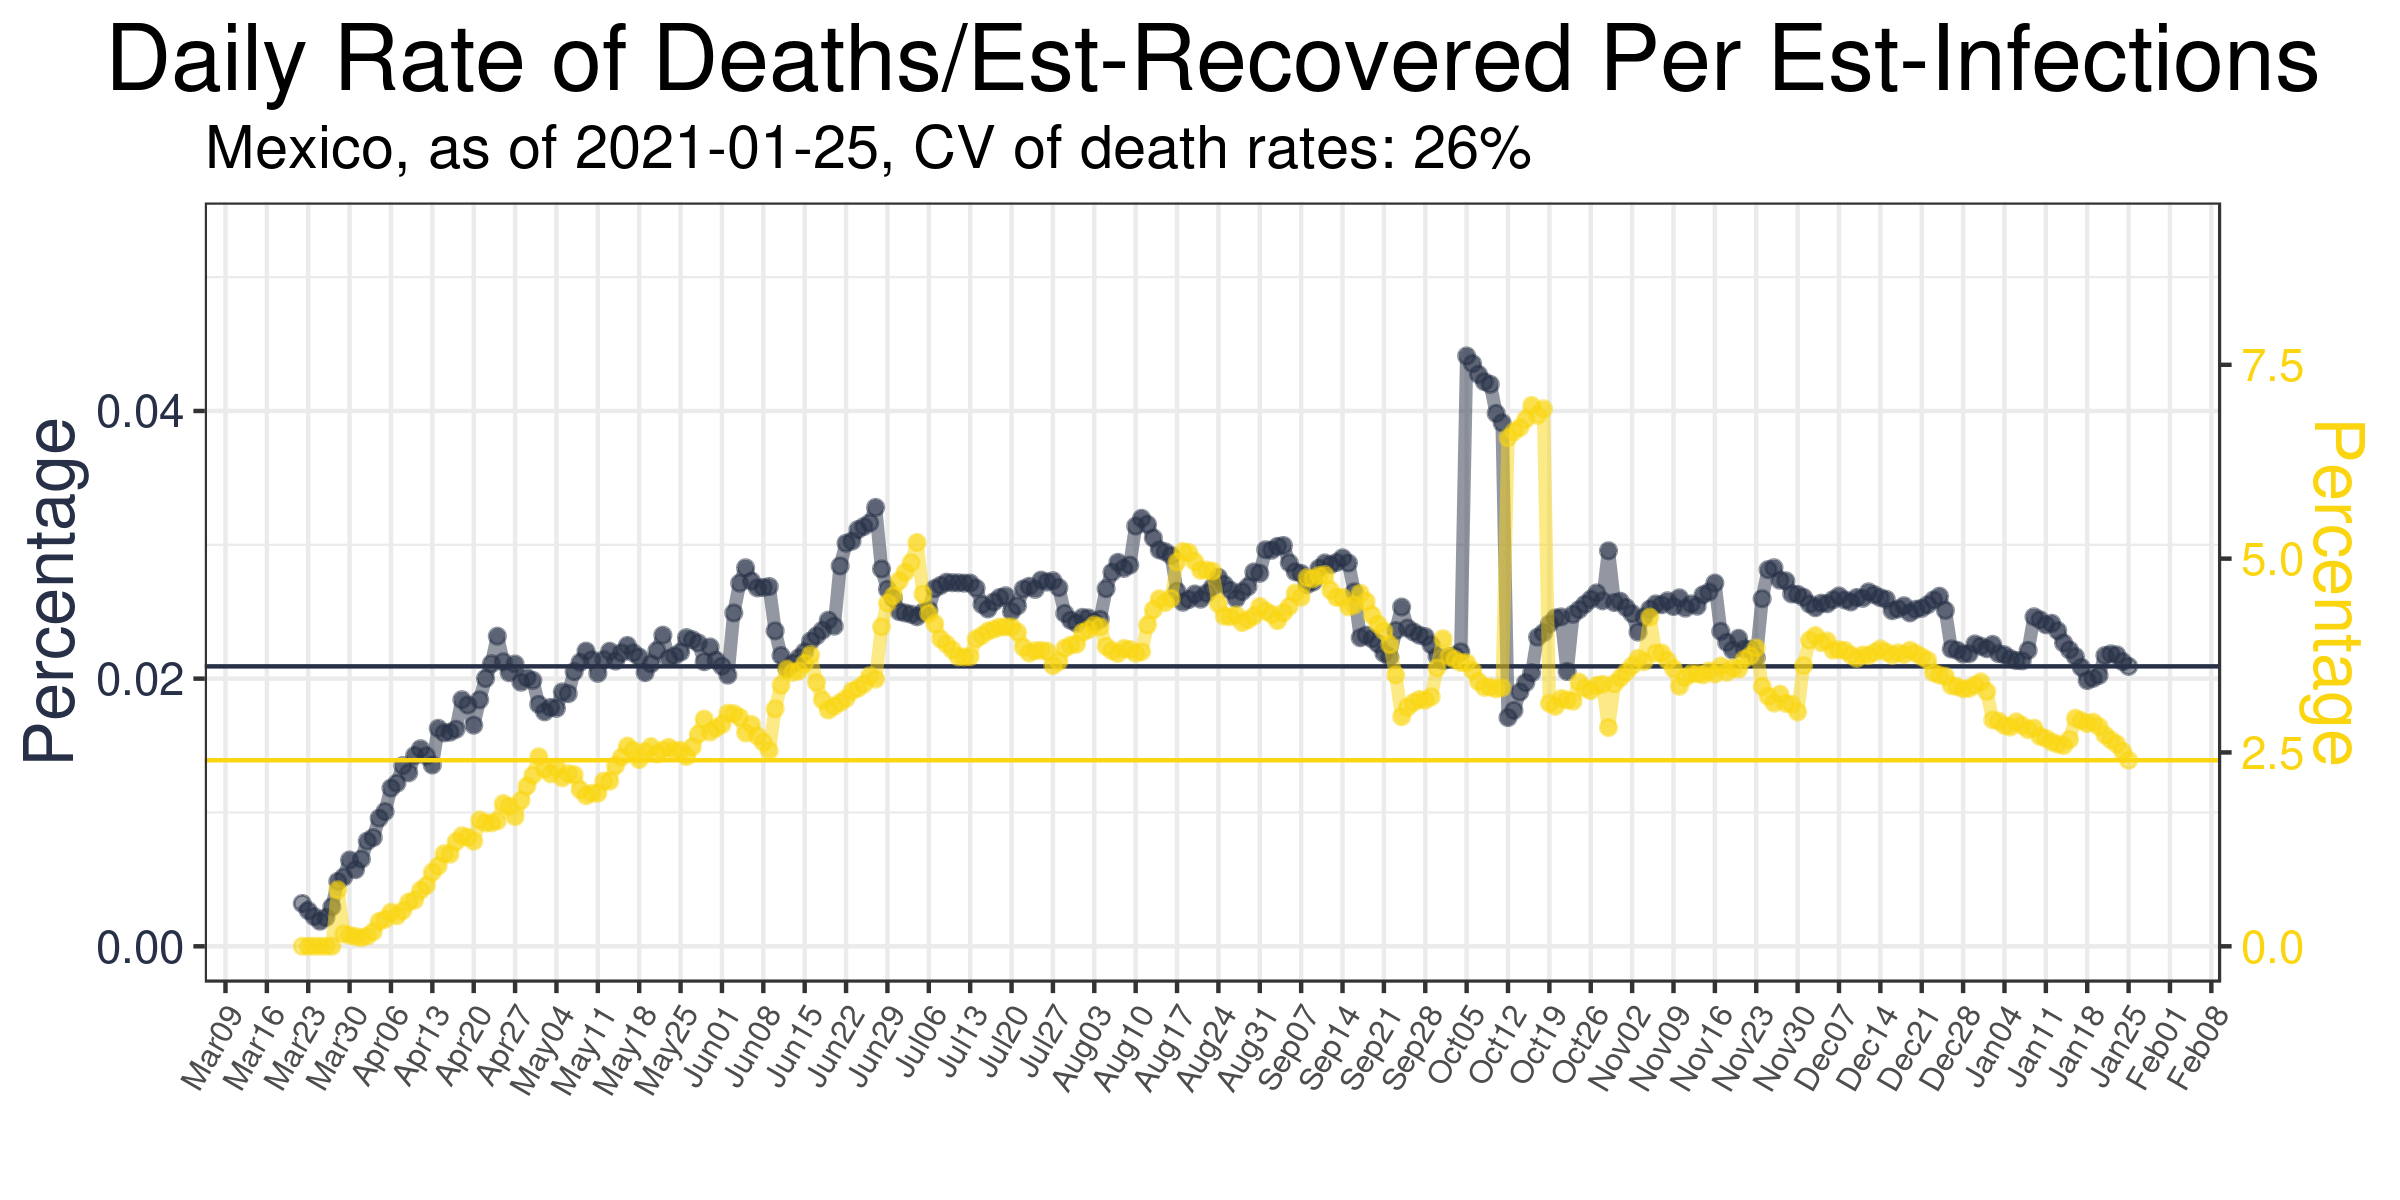 Daily Rate of Deaths/Est-Recovered Per Est-Infections
Mexico, as of 2021-01-25, CV of death rates: 26%
Percentage
0.04
0.02
0.00
7.5
5.0
2.5
0.0
Percentage
Mar09
Mar16
Mar23
Mar30
Apr06
Apr13
Apr20
Apr27
May04
May11
May18
May25
Jun01
Jun08
Jun15
Jun22
Jun29
Jul06
Jul13
Jul20
Jul27
Aug03
Aug10
Aug17
Aug24
Aug31
Sep07
Sep14
Sep21
Sep28
Oct05
Oct12
Oct19
Oct26
Nov02
Nov09
Nov16
Nov23
Nov30
Dec07
Dec14
Dec21
Dec28
Jan04
Jan11
Jan18
Jan25
Feb01
Feb08